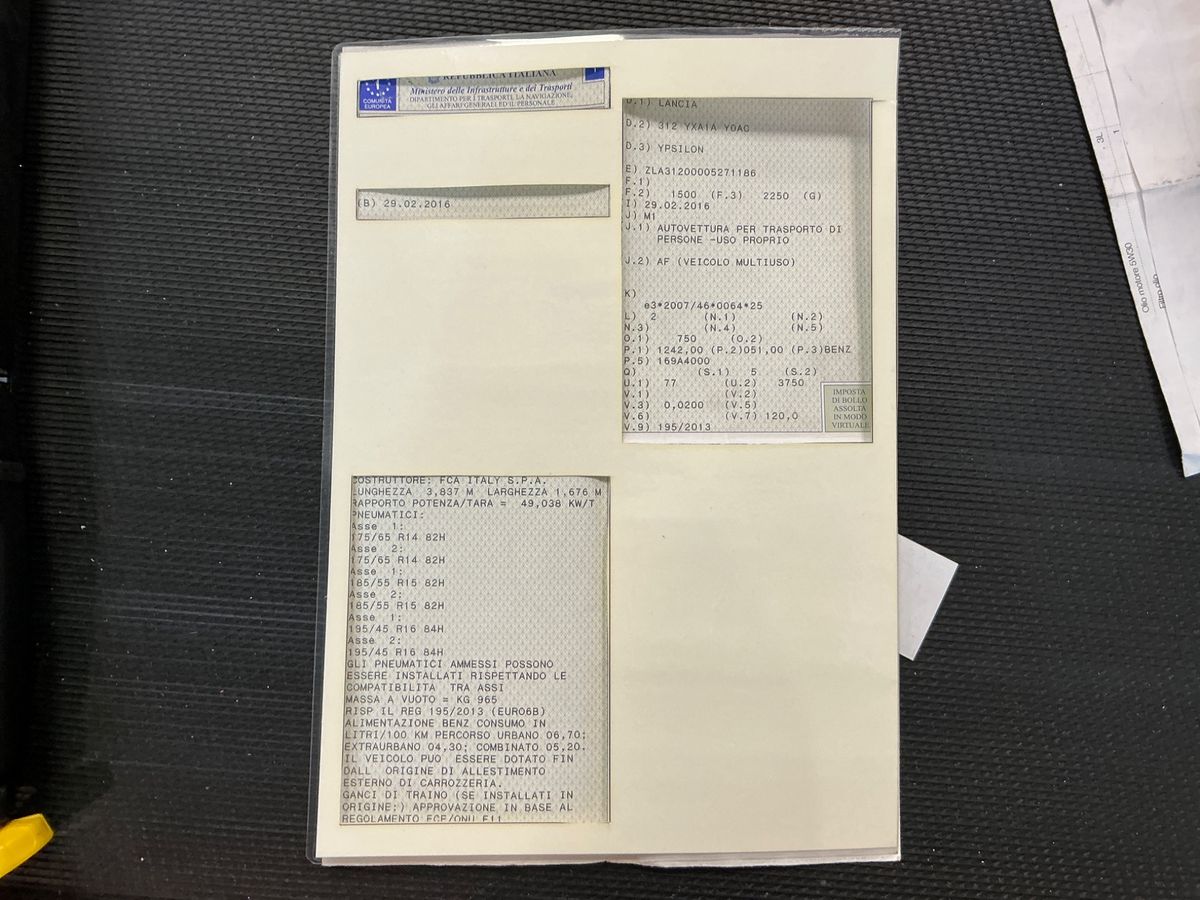 REPUBBLICA ITALIANA
COMUNITÀ
EUROPEA
Ministero delle Infrastrutture e dei Trasporti
DIPARTIMENTO PER I TRASPORTI, LA NAVIGAZIONE,
GLI AFFARI GENERALI ED IL PERSONALE
(B) 29.02.2016
COSTRUTTORE: FCA ITALY S.P.A.
LUNGHEZZA 3,837 M LARGHEZZA 1,676 M
RAPPORTO POTENZA/TARA = 49,038 KW/T
PNEUMATICI:
Asse 1:
175/65 R14 82H
Asse 2:
175/65 R14 82H
Asse 1:
185/55 R15 82H
Asse 2:
185/55 R15 82H
Asse 1:
195/45 R16 84H
Asse 2:
195/45 R16 84H
GLI PNEUMATICI AMMESSI POSSONO
ESSERE INSTALLATI RISPETTANDO LE
COMPATIBILITA TRA ASSI
MASSA A VUOTO = KG 965
RISP IL REG 195/2013 (EURO6B)
ALIMENTAZIONE BENZ CONSUMO IN
LITRI/100 KM PERCORSO URBANO 06,70;
EXTRAURBANO 04,30; COMBINATO 05,20.
IL VEICOLO PUO ESSERE DOTATO FIN
DALL ORIGINE DI ALLESTIMENTO
ESTERNO DI CARROZZERIA.
GANCI DI TRAINO (SE INSTALLATI IN
ORIGINE:) APPROVAZIONE IN BASE AL
REGOLAMENTO ECE/ONU E11
D.1) LANCIA
D.2) 312 YXA1A Y0AC
D.3) YPSILON
E) ZLA31200005271186
F.1)
F.2) 1500 (F.3) 2250 (G)
I) 29.02.2016
J) M1
J.1) AUTOVETTURA PER TRASPORTO DI
PERSONE -USO PROPRIO
J.2) AF (VEICOLO MULTIUSO)
K)
e3*2007/46*0064*25
L) 2 (N.1) (N.2)
N.3) (N.4) (N.5)
O.1) 750 (O.2)
P.1) 1242,00 (P.2)051,00 (P.3)BENZ
P.5) 169A4000
Q) (S.1) 5 (S.2)
U.1) 77 (U.2) 3750
V.1) (V.2)
V.3) 0,0200 (V.5)
V.6) (V.7) 120,0
V.9) 195/2013
IMPOSTA
DI BOLLO
ASSOLTA
IN MODO
VIRTUALE
3L
1
Olio motore 5W30
Filtro olio